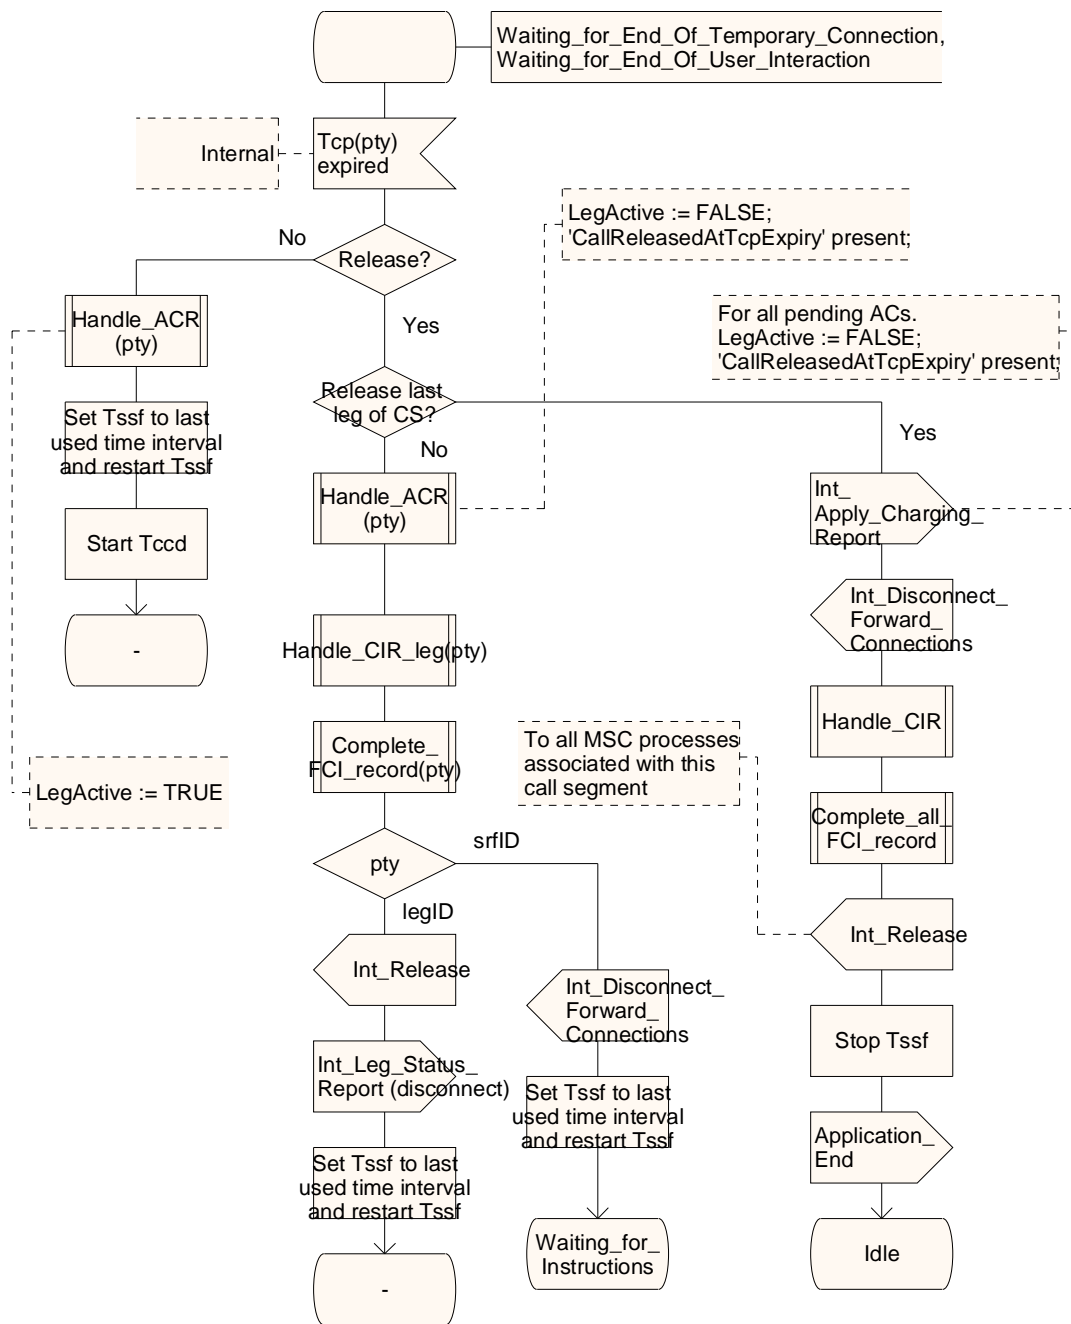 Waiting_for_End_Of_Temporary_Connection,
Waiting_for_End_Of_User_Interaction
Internal
Tcp(pty)
expired
LegActive := FALSE;
'CallReleasedAtTcpExpiry' present;
No
Release?
Handle_ACR
(pty)
Yes
For all pending ACs.
LegActive := FALSE;
'CallReleasedAtTcpExpiry' present;
Release last
leg of CS?
Yes
Set Tssf to last
used time interval
and restart Tssf
No
Handle_ACR
(pty)
Int_
Apply_Charging_
Report
Start Tccd
Int_Disconnect_
Forward_
Connections
-
Handle_CIR_leg(pty)
Handle_CIR
LegActive := TRUE
Complete_
FCI_record(pty)
To all MSC processes
associated with this
call segment
Complete_all_
FCI_record
pty
srfID
legID
Int_Release
Int_Release
Int_Disconnect_
Forward_
Connections
Stop Tssf
Int_Leg_Status_
Report (disconnect)
Set Tssf to last
used time interval
and restart Tssf
Application_
End
Set Tssf to last
used time interval
and restart Tssf
Waiting_for_
Instructions
Idle
-